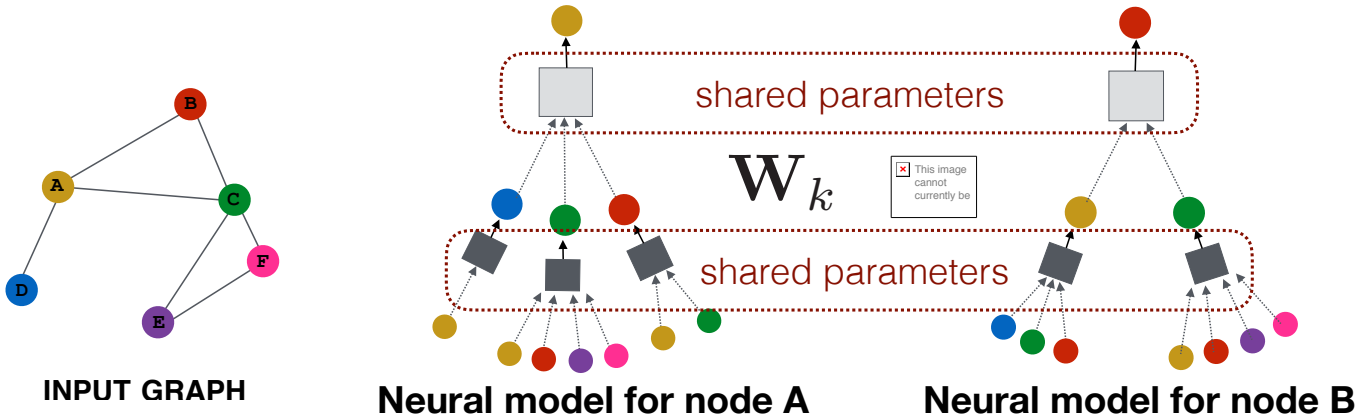 B
A
C
F
D
E
INPUT GRAPH
shared parameters
W_k
This image
cannot
currently be
shared parameters
Neural model for node A
Neural model for node B